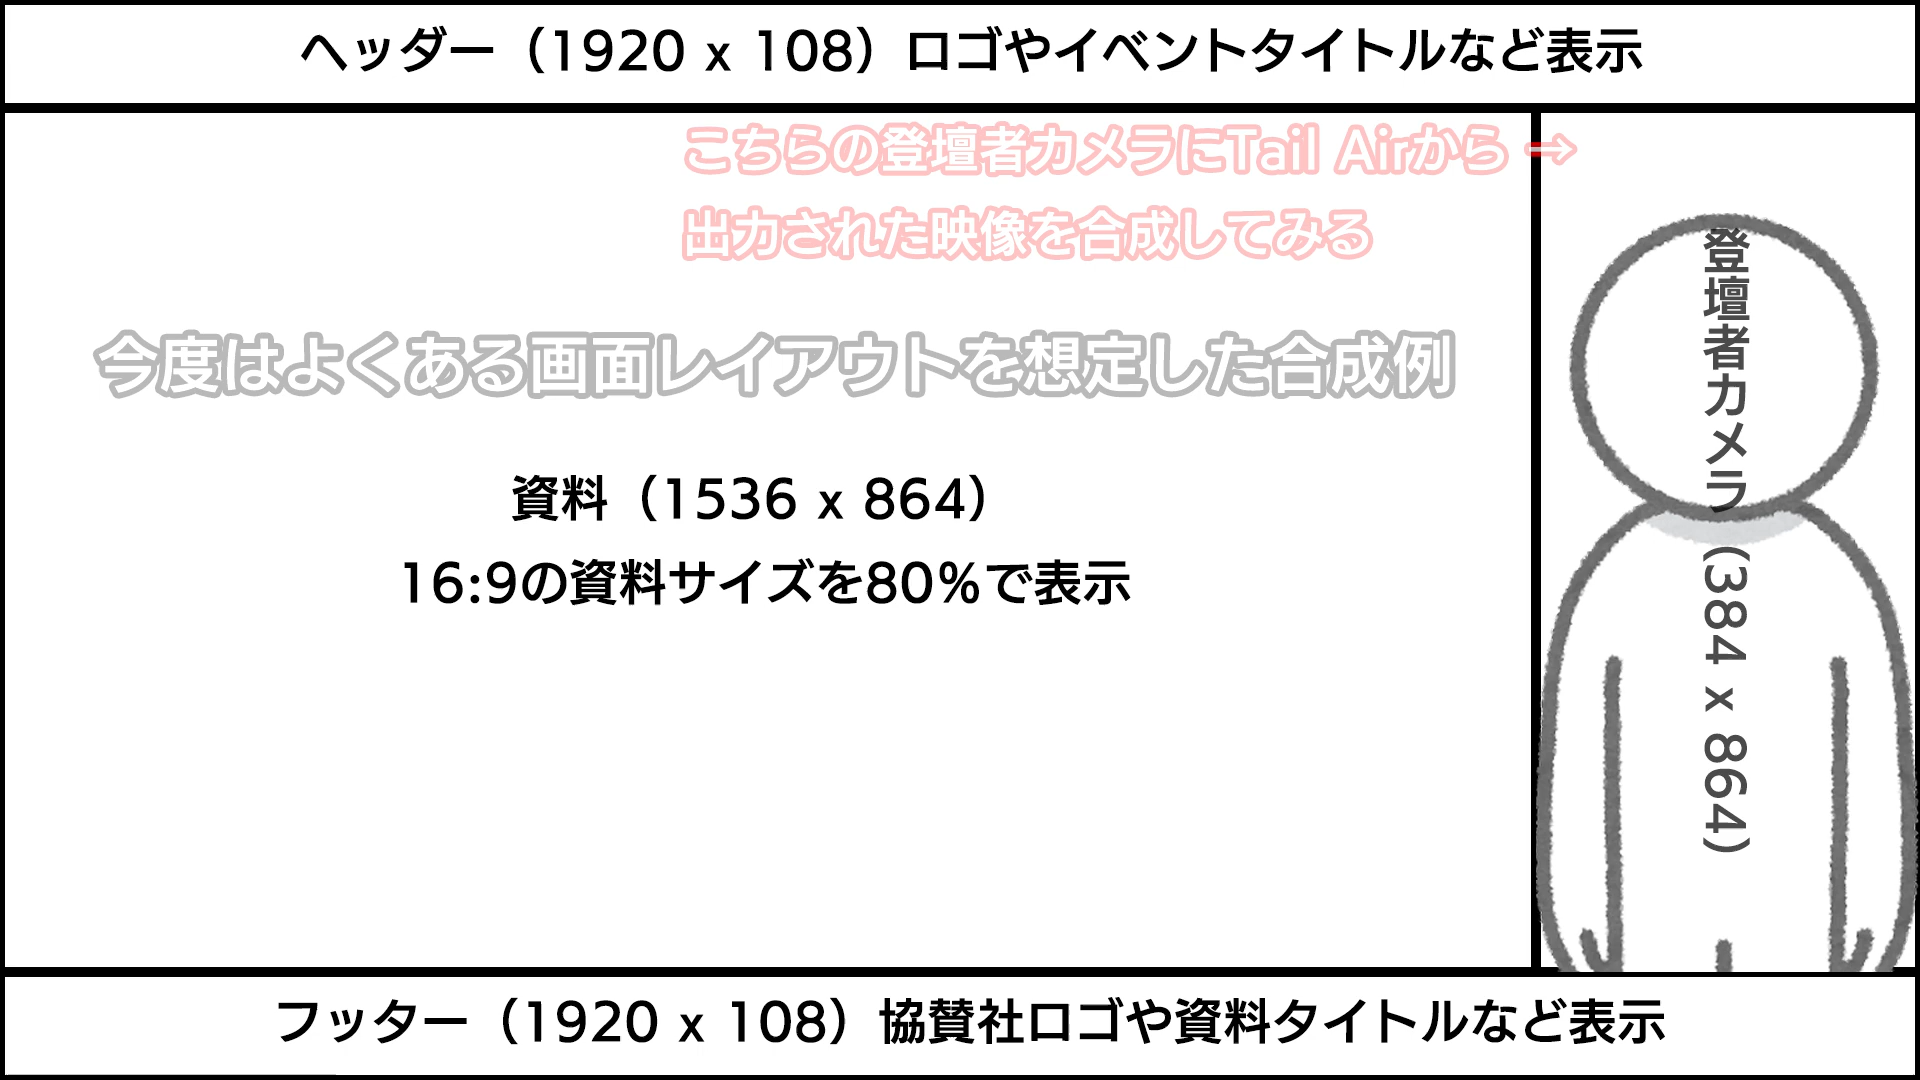 ヘッダー（1920 x 108）ロゴやイベントタイトルなど表示
こちらの登壇者カメラにTail Airから →
出力された映像を合成してみる
今度はよくある画面レイアウトを想定した合成例
資料（1536 x 864）
16:9の資料サイズを80%で表示
登壇者カメラ（384 x 864）
フッター（1920 x 108）協賛社ロゴや資料タイトルなど表示